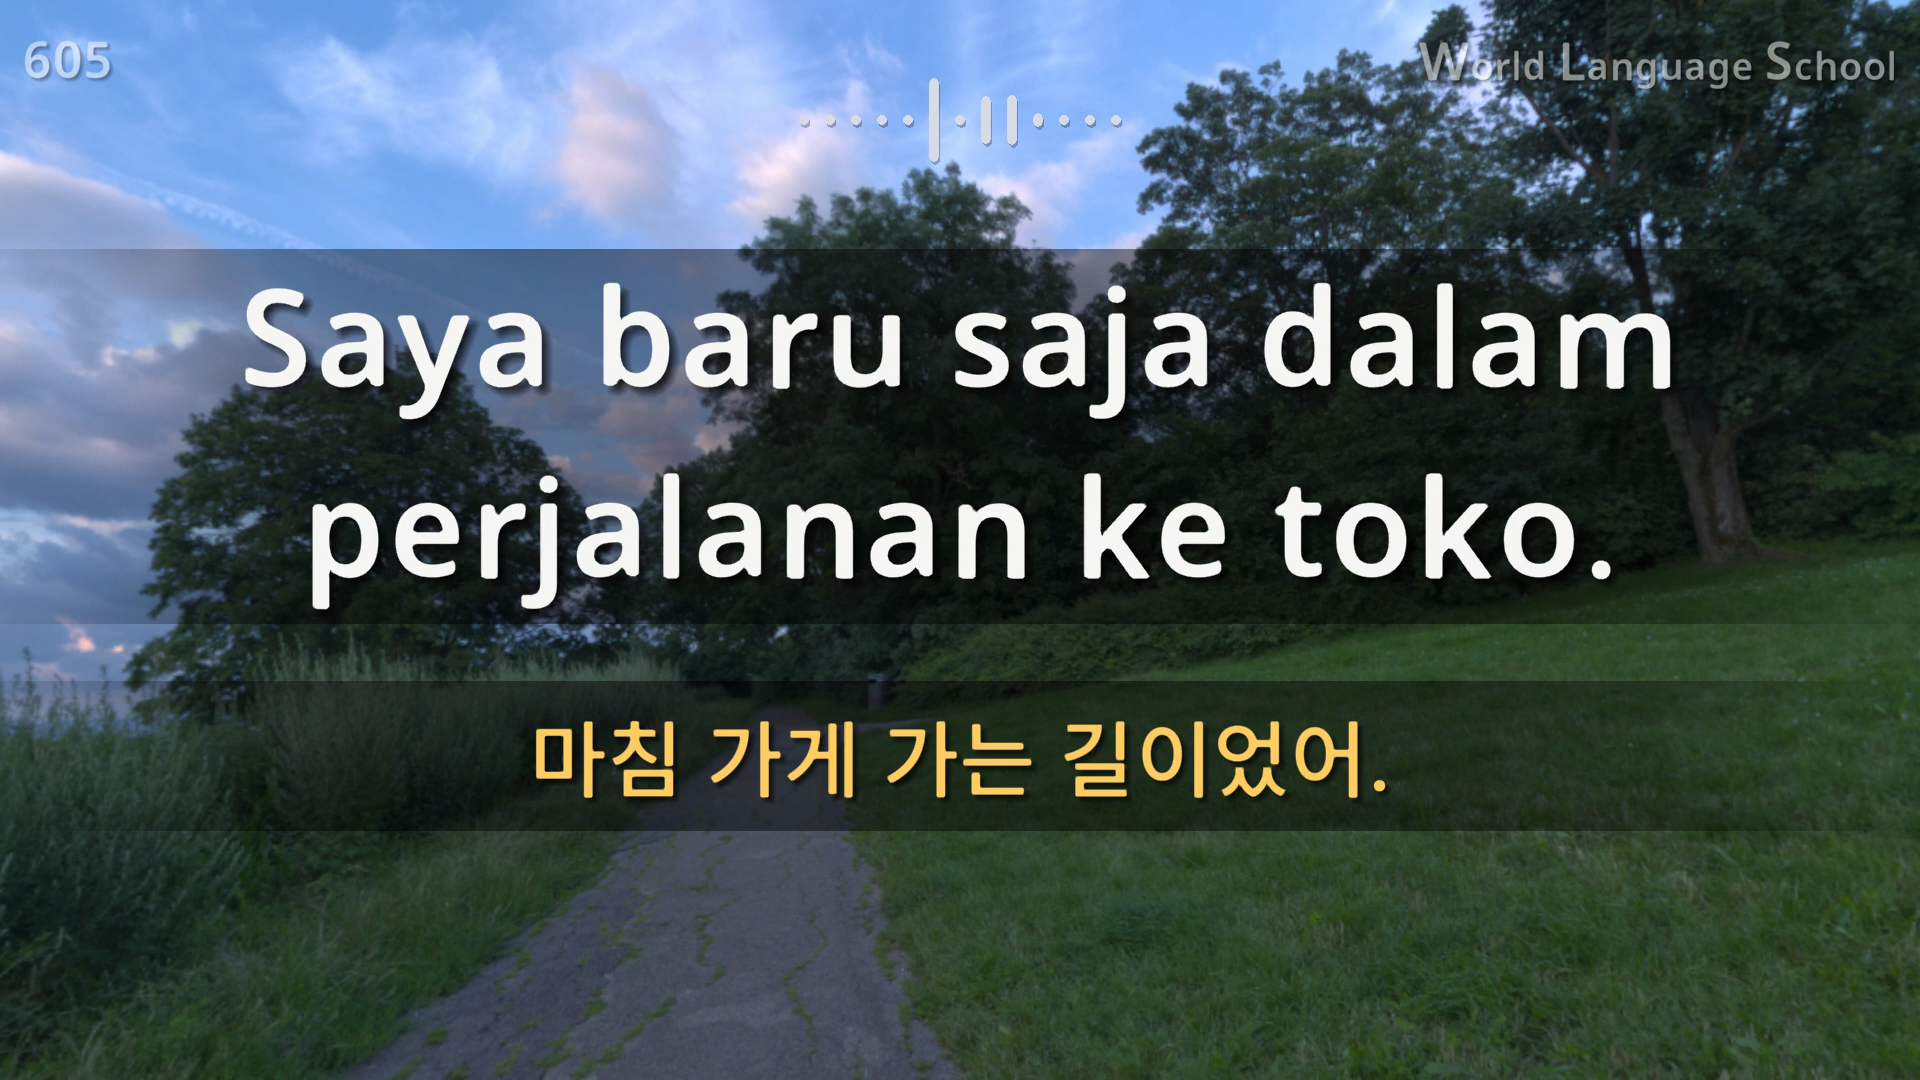 605
World Language School
Saya baru saja dalam
perjalanan ke toko.
마침 가게 가는 길이었어.